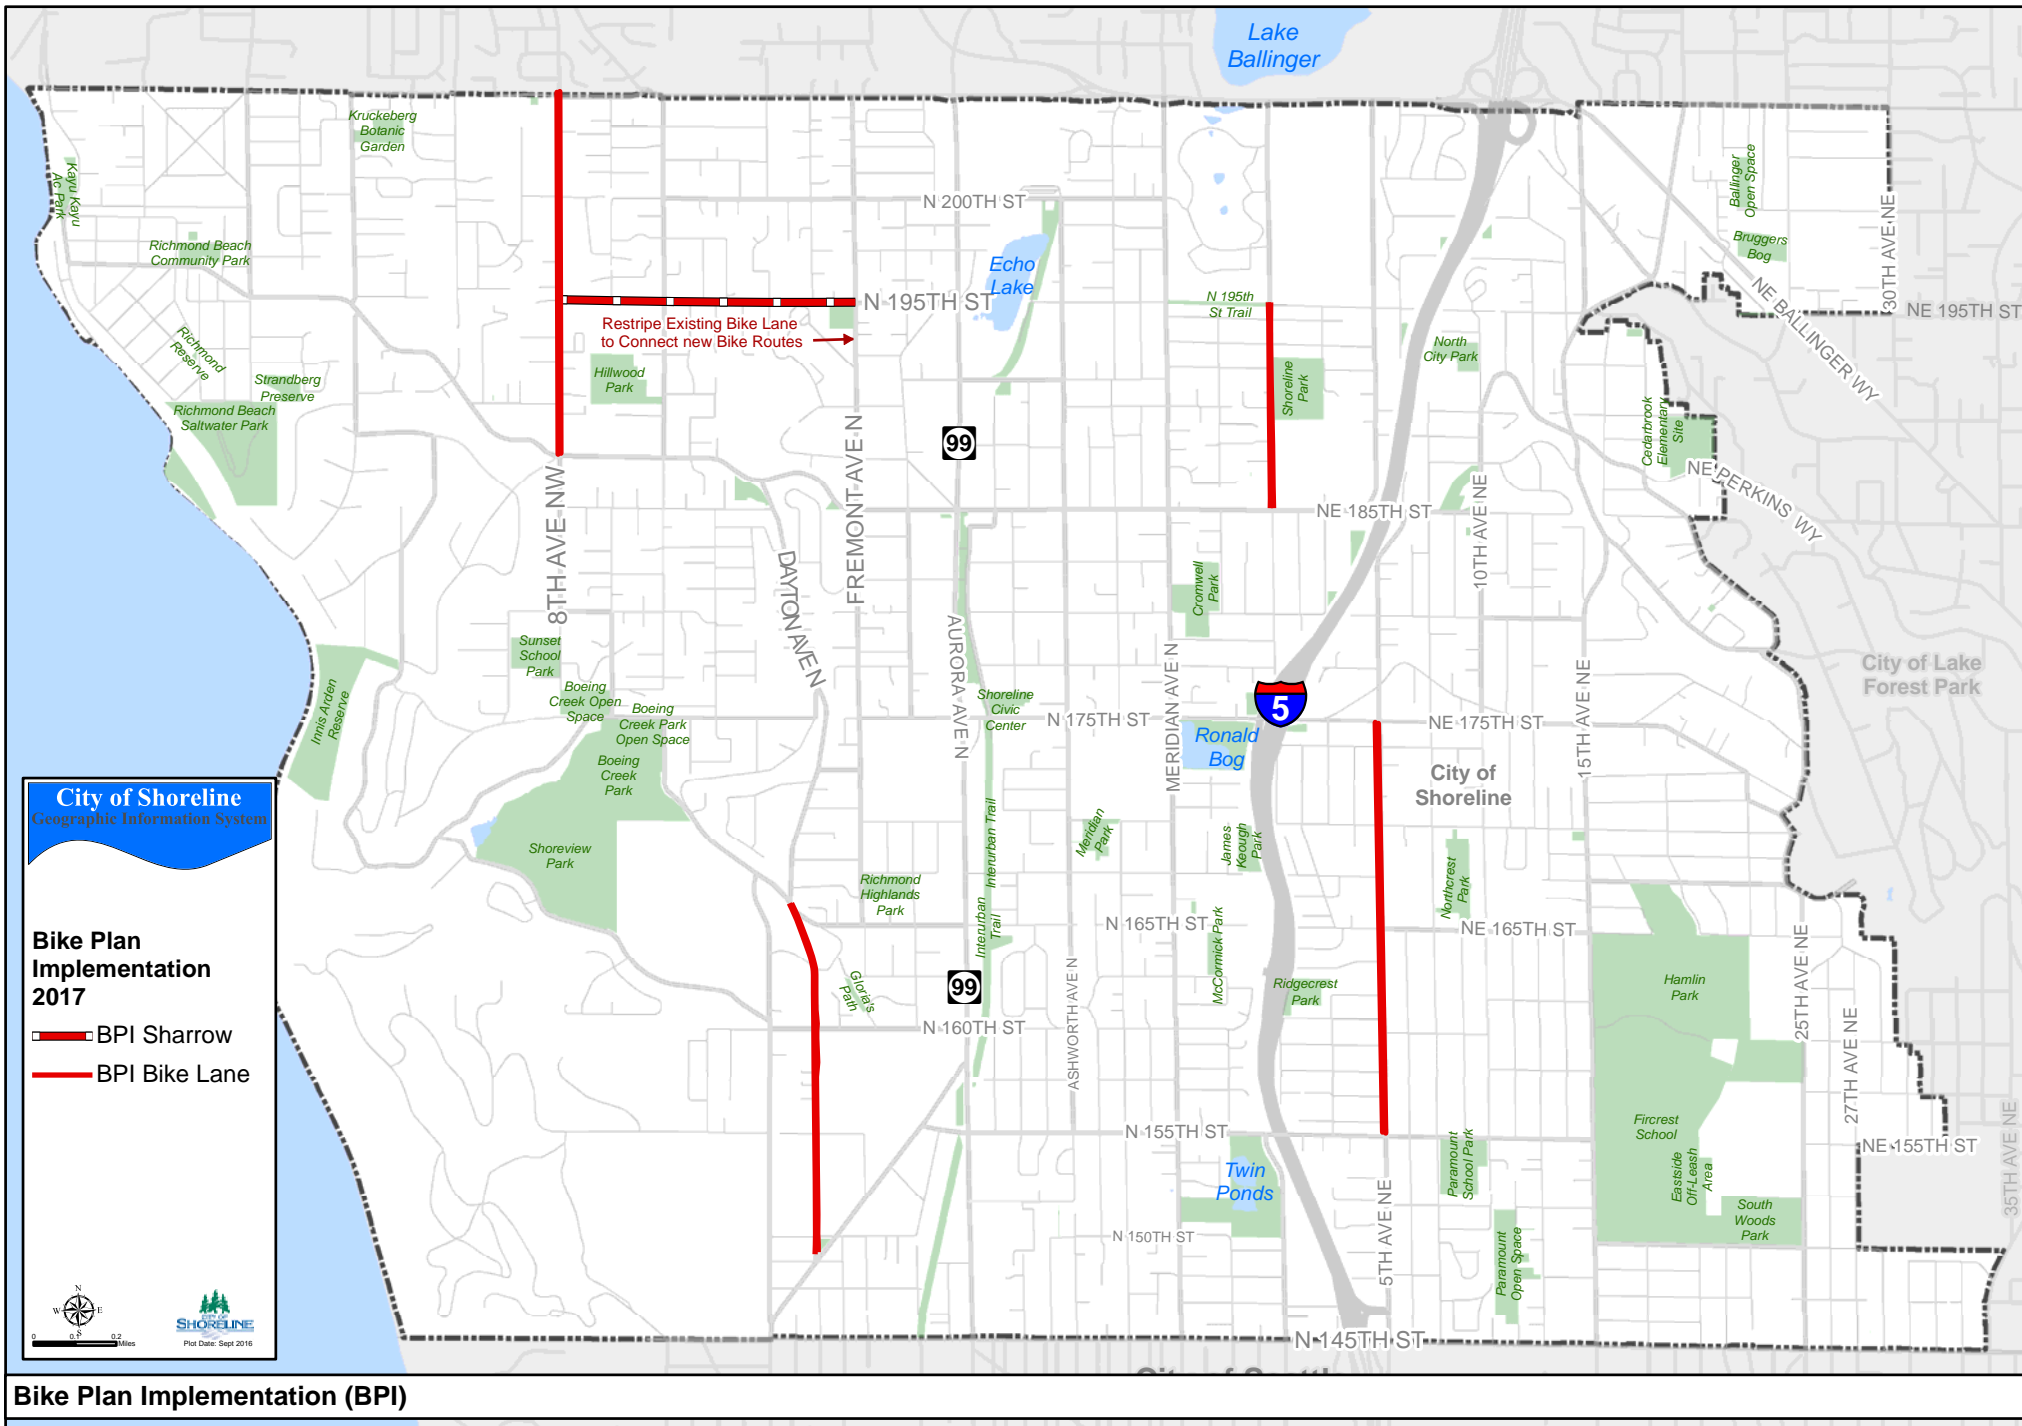 Lake
Ballinger
Kruckeberg
Botanic
Garden
Kayu Kayu
Ac Park
Ballinger
Open Space
N 200TH ST
Richmond Beach
Community Park
Bruggers
Bog
30TH AVE NE
Echo
Lake
N 195TH ST
N 195th
St Trail
NE BALLINGER WY
NE 195TH ST
Restripe Existing Bike Lane
to Connect new Bike Routes
Richmond
Reserve
Strandberg
Preserve
Hillwood
Park
North
City Park
Shoreline
Park
Richmond Beach
Saltwater Park
Cedarbrook
Elementary
Site
99
NE PERKINS WY
8TH AVE NW
FREMONT AVE N
NE 185TH ST
10TH AVE NE
DAYTON AVE N
Cromwell
Park
Sunset
School
Park
AURORA AVE N
MERIDIAN AVE N
15TH AVE NE
City of Lake
Forest Park
Innis Arden
Reserve
Boeing
Creek Open
Space
Boeing
Creek Park
Open Space
Shoreline
Civic
Center
N 175TH ST
5
NE 175TH ST
Ronald
Bog
Boeing
Creek
Park
City of
Shoreline
City of Shoreline
Geographic Information System
Interurban Trail
Meridian
Park
James
Keough
Park
Shoreview
Park
Richmond
Highlands
Park
Northcrest
Park
Interurban
Trail
N 165TH ST
NE 165TH ST
McCormick Park
Bike Plan
Implementation
2017
BPI Sharrow
BPI Bike Lane
Gloria's
Path
99
Ridgecrest
Park
Hamlin
Park
25TH AVE NE
N 160TH ST
ASHWORTH AVE N
27TH AVE NE
N 155TH ST
Fircrest
School
NE 155TH ST
35TH AVE NE
Twin
Ponds
Paramount
School Park
Eastside
Off-Leash
Area
South
Woods
Park
N 150TH ST
5TH AVE NE
Paramount
Open Space
N
W
E
S
0
0.1
0.2
Miles
CITY OF
SHORELINE
Plot Date: Sept 2016
N 145TH ST
City of Seattle
Bike Plan Implementation (BPI)